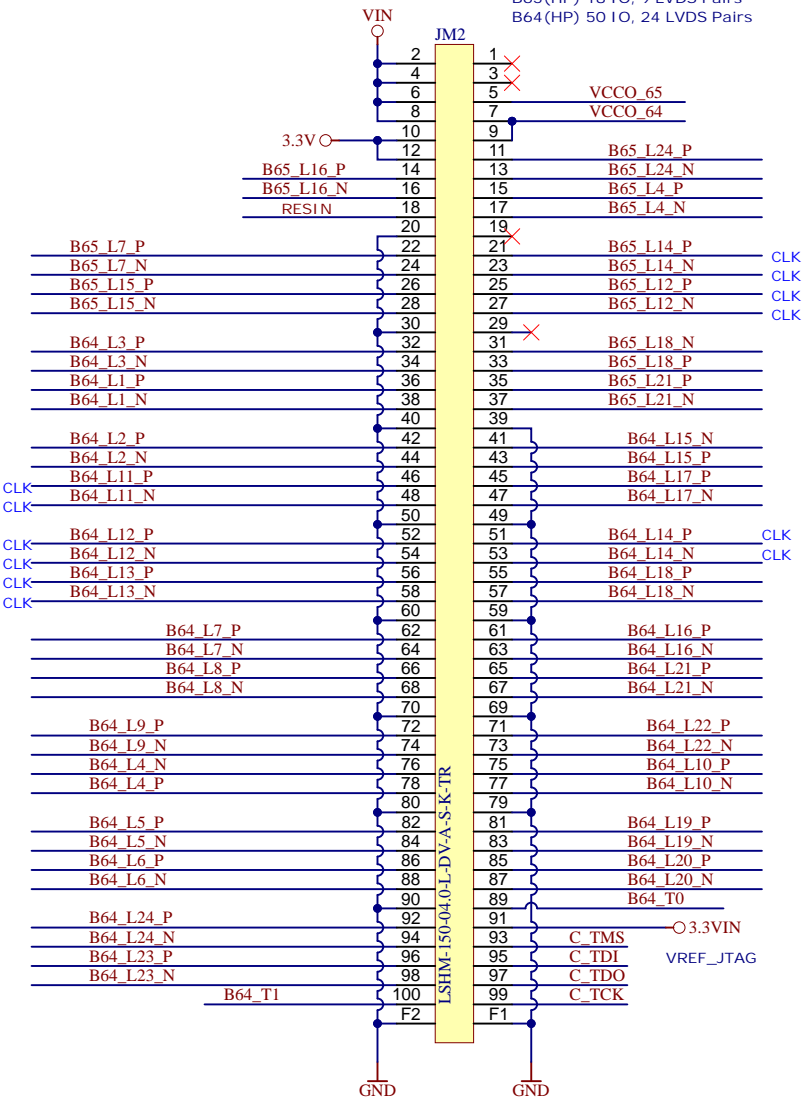 B64(HP) 50 IO, 24 LVDS Pairs
VIN
JM2
2 1
4 3
6 5 VCCO_65
8 7 VCCO_64
3.3V 10 9
12 11 B65_L24_P
B65_L16_P 14 13 B65_L24_N
B65_L16_N 16 15 B65_L4_P
RESIN 18 17 B65_L4_N
20 19
B65_L7_P 22 21 B65_L14_P CLK
B65_L7_N 24 23 B65_L14_N CLK
B65_L15_P 26 25 B65_L12_P CLK
B65_L15_N 28 27 B65_L12_N CLK
30 29
B64_L3_P 32 31 B65_L18_N
B64_L3_N 34 33 B65_L18_P
B64_L1_P 36 35 B65_L21_P
B64_L1_N 38 37 B65_L21_N
40 39
B64_L2_P 42 41 B64_L15_N
B64_L2_N 44 43 B64_L15_P
CLK B64_L11_P 46 45 B64_L17_P
CLK B64_L11_N 48 47 B64_L17_N
50 49
CLK B64_L12_P 52 51 B64_L14_P CLK
CLK B64_L12_N 54 53 B64_L14_N CLK
CLK B64_L13_P 56 55 B64_L18_P
CLK B64_L13_N 58 57 B64_L18_N
60 59
B64_L7_P 62 61 B64_L16_P
B64_L7_N 64 63 B64_L16_N
B64_L8_P 66 65 B64_L21_P
B64_L8_N 68 67 B64_L21_N
70 69
B64_L9_P 72 71 B64_L22_P
B64_L9_N 74 73 B64_L22_N
B64_L4_N 76 75 B64_L10_P
B64_L4_P 78 77 B64_L10_N
80 79
B64_L5_P 82 81 B64_L19_P
B64_L5_N 84 83 B64_L19_N
B64_L6_P 86 85 B64_L20_P
B64_L6_N 88 87 B64_L20_N
90 89 B64_T0
B64_L24_P 92 91 3.3VIN
B64_L24_N 94 93 C_TMS
B64_L23_P 96 95 C_TDI VREF_JTAG
B64_L23_N 98 97 C_TDO
B64_T1 100 99 C_TCK
F2 F1
LSHM-150-04.0-L-DV-A-S-K-TR
GND GND